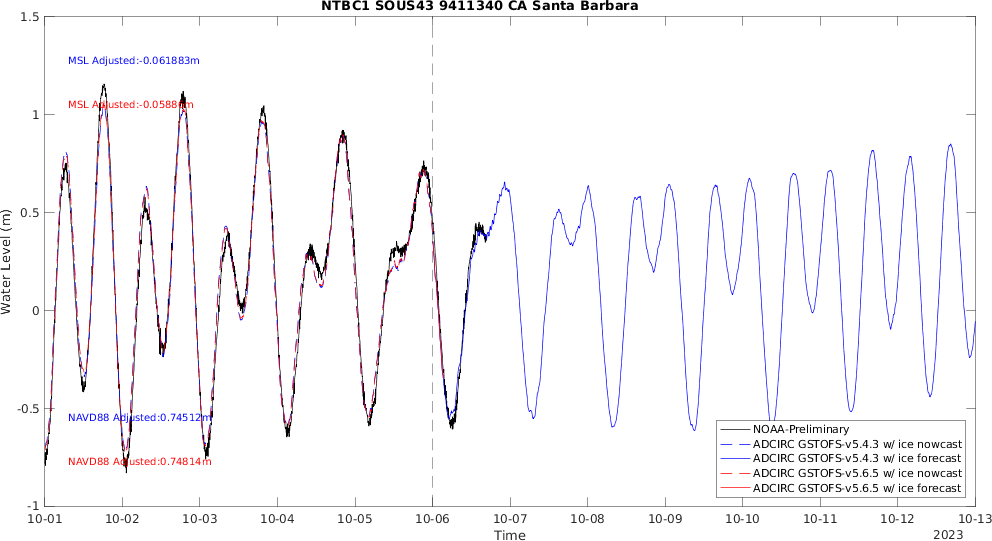 NTBC1 SOUS43 9411340 CA Santa Barbara
1.5
1
0.5
0
-0.5
-1
Water Level (m)
MSL Adjusted:-0.061883m
MSL
NAVD88 Adjusted:0.74512m
NAVD88 Adjusted:0.74814m
NOAA-Preliminary
ADCIRC GSTOFS-v5.4.3 w/ ice nowcast
ADCIRC GSTOFS-v5.4.3 w/ ice forecast
ADCIRC GSTOFS-v5.6.5 w/ ice nowcast
ADCIRC GSTOFS-v5.6.5 w/ ice forecast
10-01 10-02 10-03 10-04 10-05 10-06 10-07 10-08 10-09 10-10 10-11 10-12 10-13
Time
2023